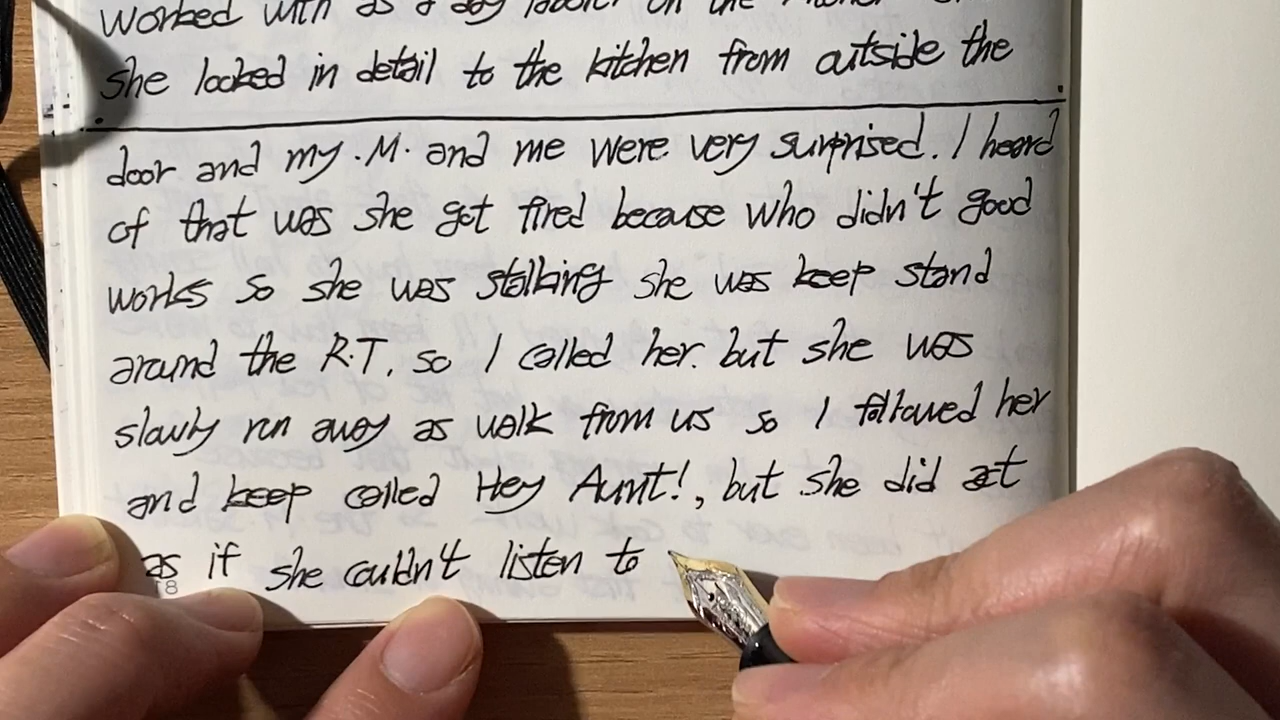 worked with as a day
she looked in detail to the kitchen from outside the
door and my .M. and me were very surprised. I heard
of that was she got fired because who didn't good
works so she was stalking she was keep stand
around the R.T. so I called her. but she was
slowly run away as walk from us so I followed her
and keep called Hey Aunt!, but she did act
as if she couldn't listen to